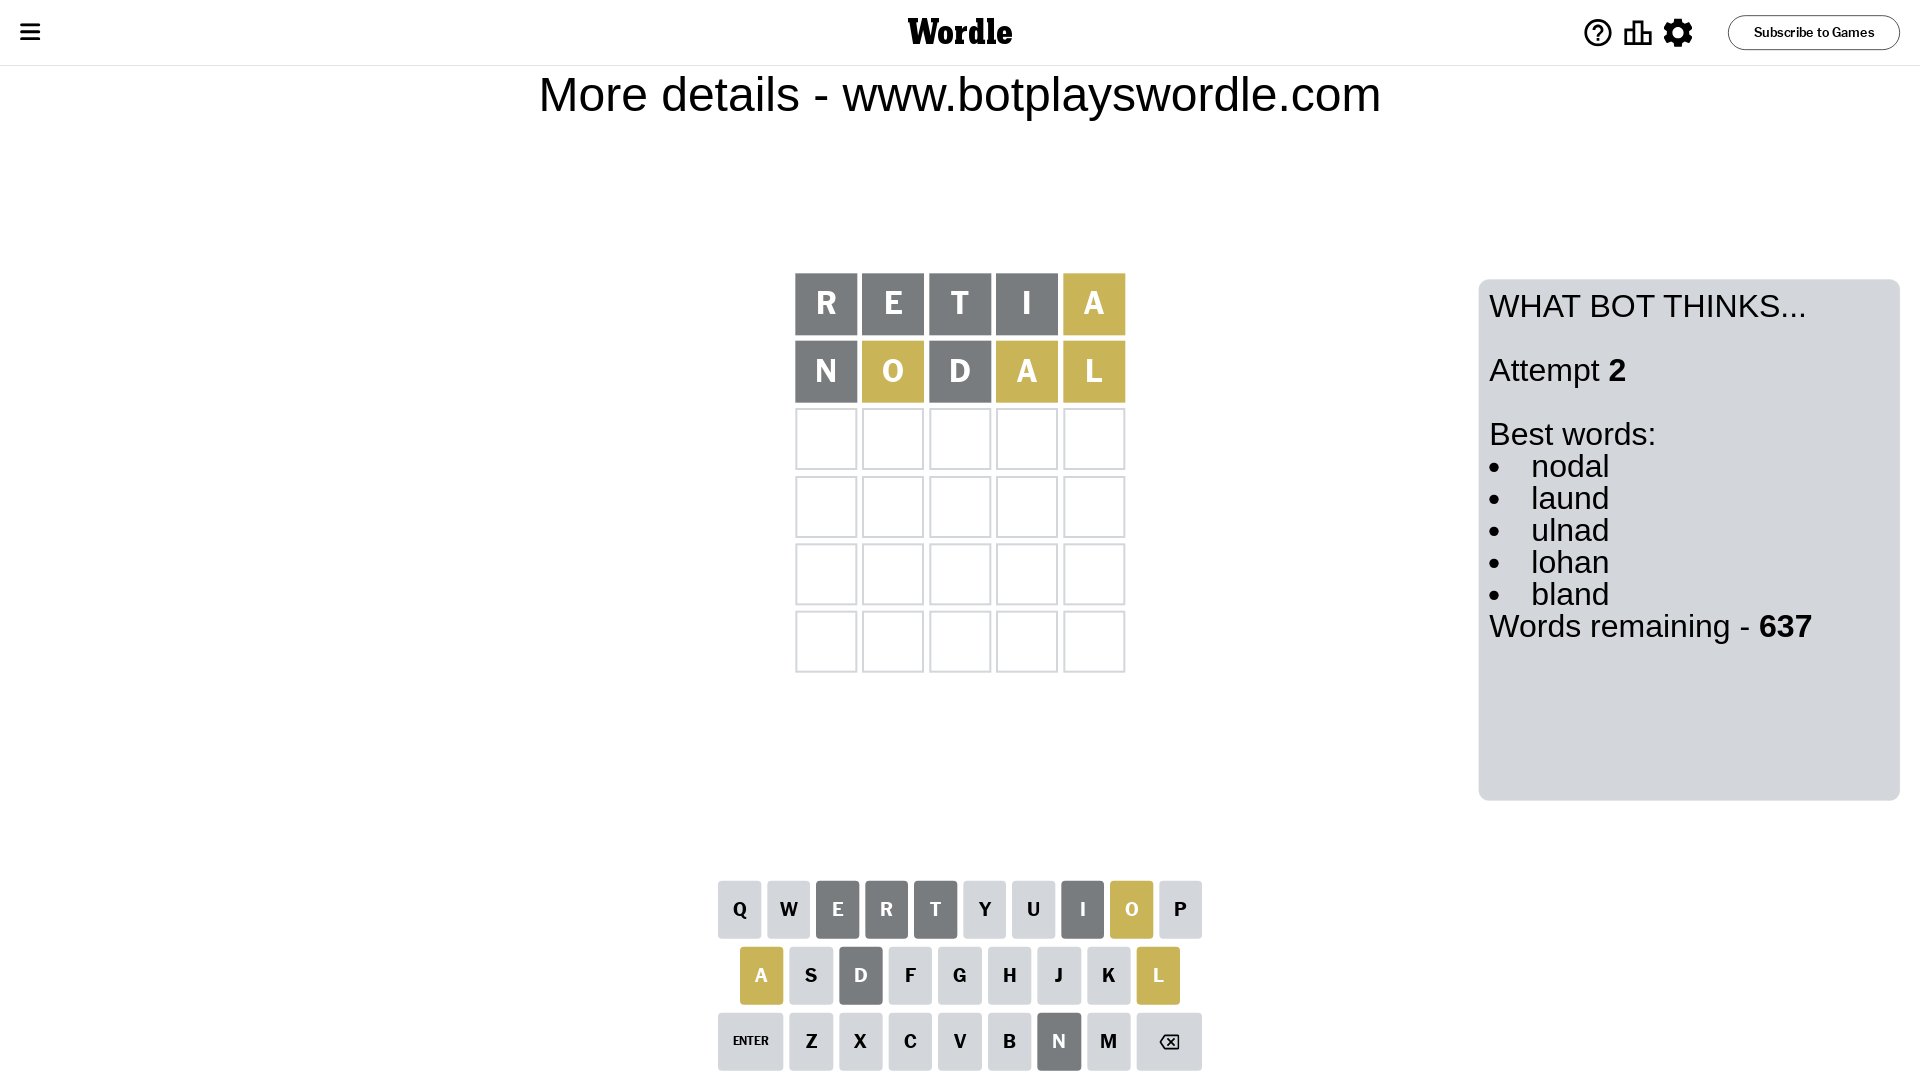 Wordle
Subscribe to Games
More details - www.botplayswordle.com
R E T I A
N O D A L
WHAT BOT THINKS...
Attempt 2
Best words:
• nodal
• laund
• ulnad
• lohan
• bland
Words remaining - 637
Q W E R T Y U I O P
A S D F G H J K L
ENTER Z X C V B N M